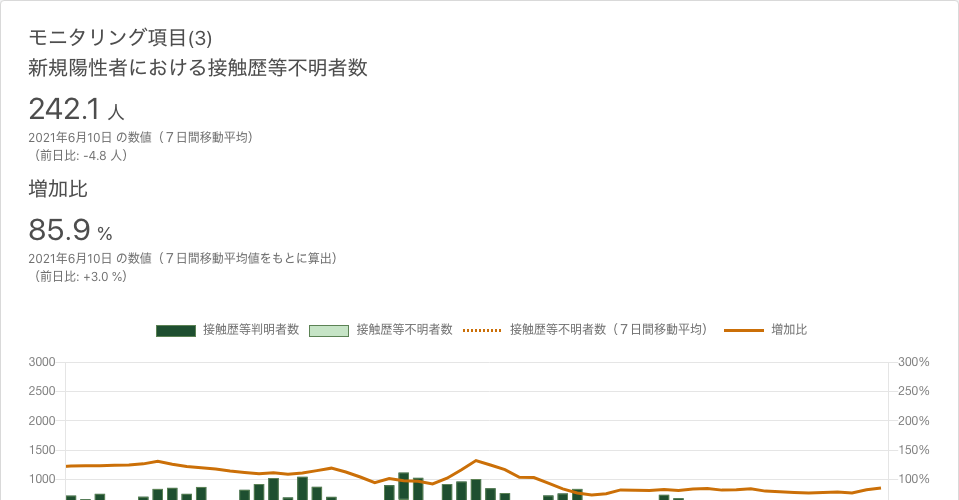 モニタリング項目(3)
新規陽性者における接触歴等不明者数
242.1 人
2021年6月10日 の数値（７日間移動平均）
（前日比: -4.8 人）
増加比
85.9 %
2021年6月10日 の数値（７日間移動平均値をもとに算出）
（前日比: +3.0 %）
接触歴等判明者数 接触歴等不明者数 接触歴等不明者数（７日間移動平均） 増加比
3000 300%
2500 250%
2000 200%
1500 150%
1000 100%